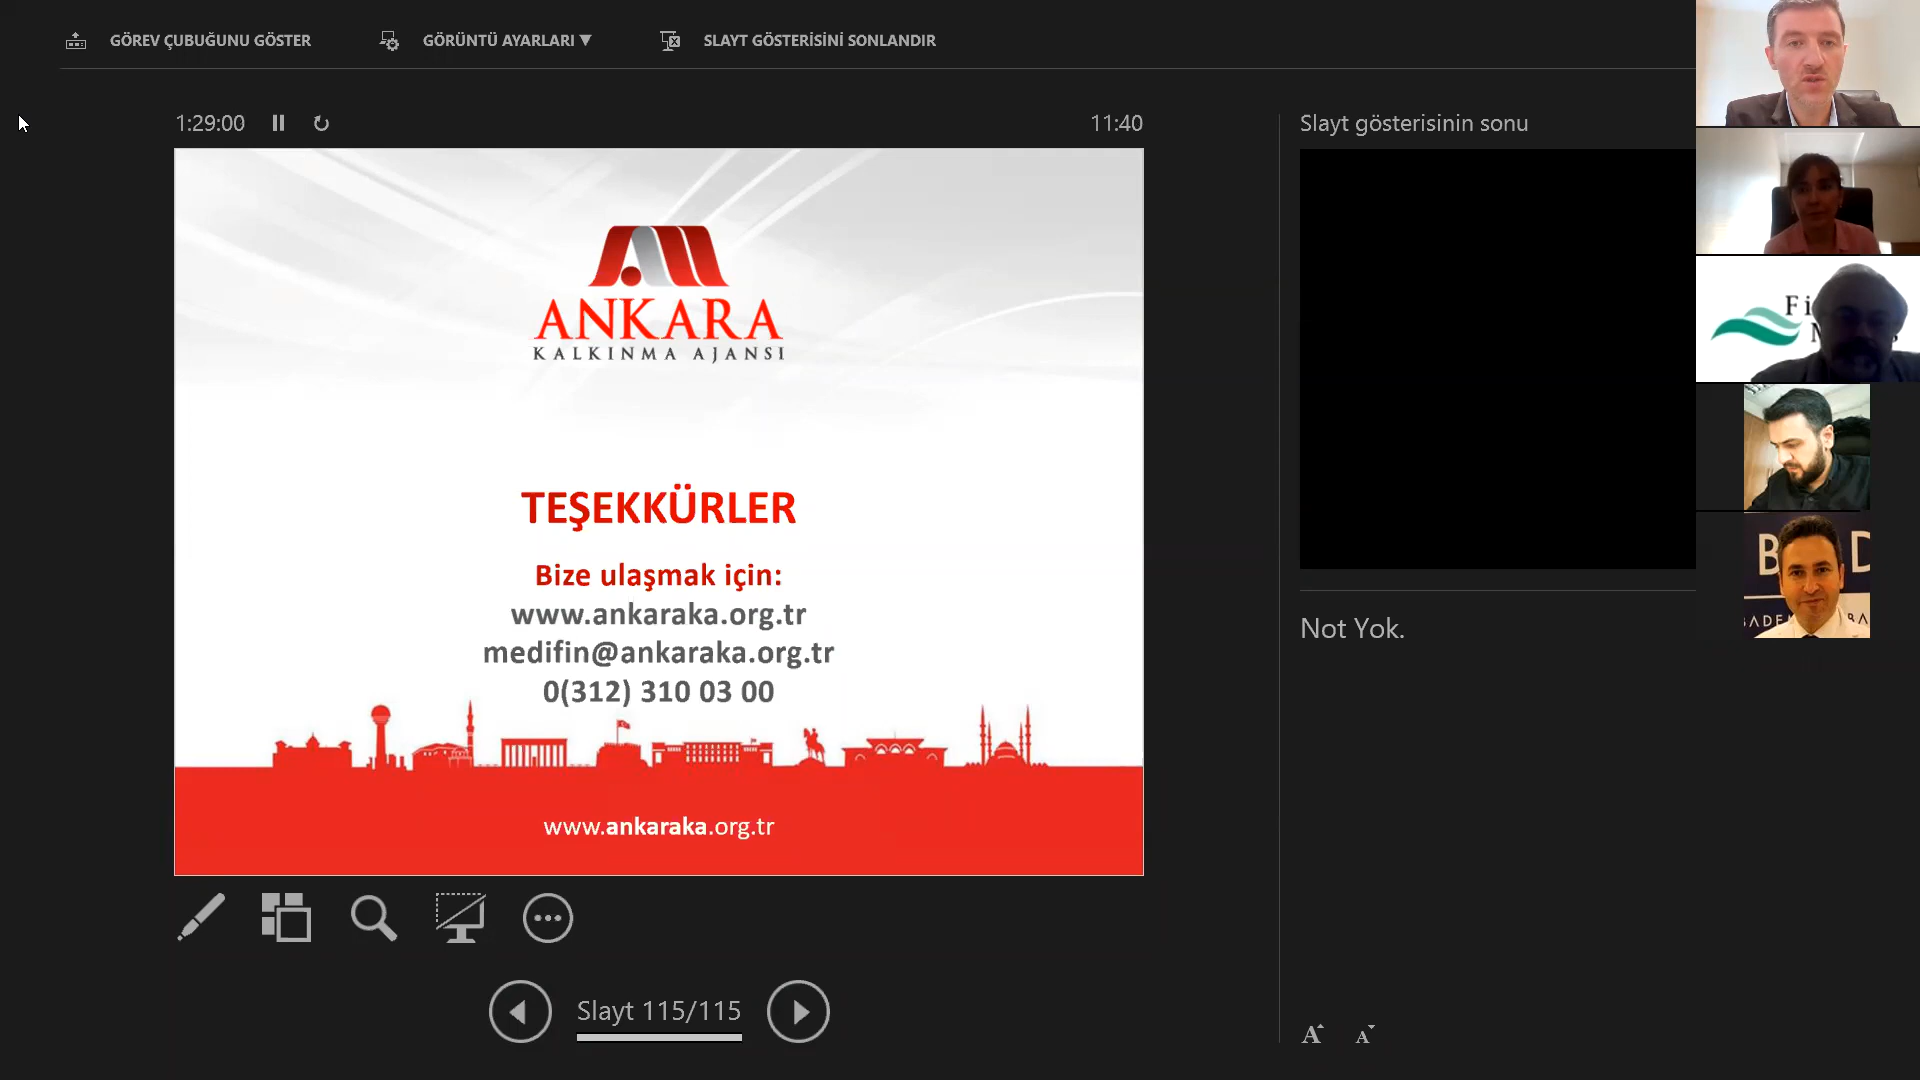 GÖREV ÇUBUĞUNU GÖSTER
GÖRÜNTÜ AYARLARI
SLAYT GÖSTERİSİNİ SONLANDIR
1:29:00
11:40
Slayt gösterisinin sonu
ANKARA
KALKINMA AJANSI
TEŞEKKÜRLER
Bize ulaşmak için:
www.ankaraka.org.tr
medifin@ankaraka.org.tr
0(312) 310 03 00
www.ankaraka.org.tr
Not Yok.
Slayt 115/115